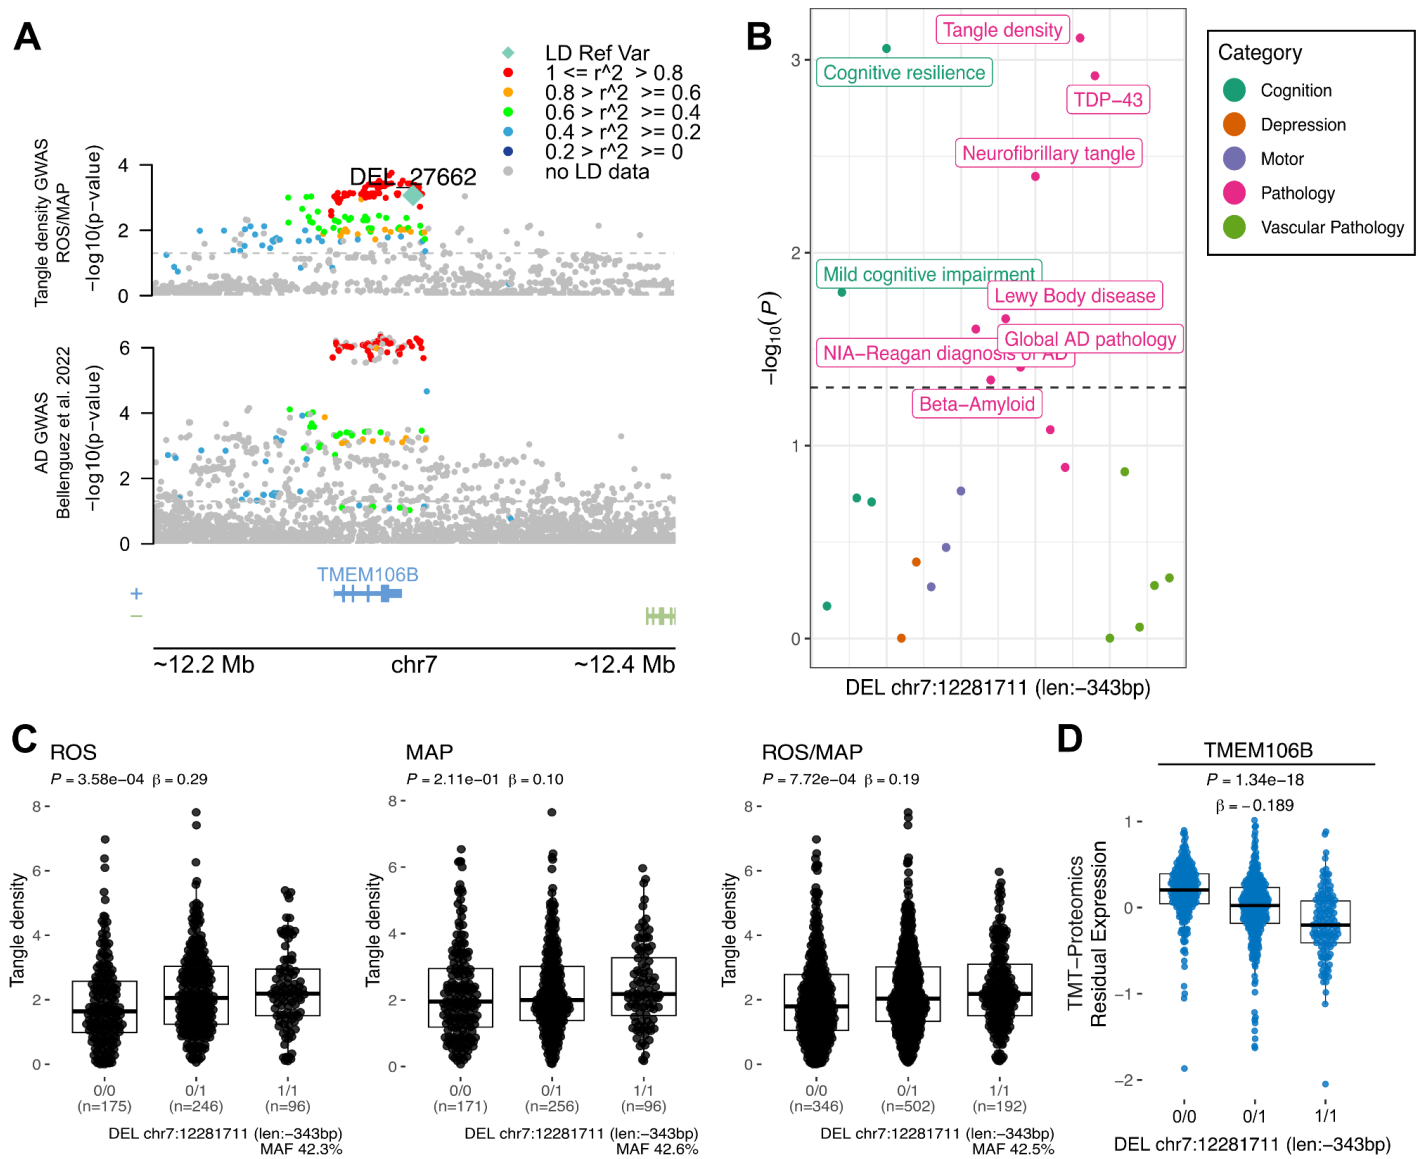 A
LD Ref Var
1 <= r^2 > 0.8
0.8 > r^2 >= 0.6
0.6 > r^2 >= 0.4
0.4 > r^2 >= 0.2
0.2 > r^2 >= 0
no LD data
Tangle density GWAS
ROS/MAP
−log10(p−value)
4
2
0
DEL_27662
AD GWAS
Bellenguez et al. 2022
−log10(p−value)
6
4
2
0
TMEM106B
+
−
~12.2 Mb
chr7
~12.4 Mb
B
−log10(P)
3
2
1
0
Tangle density
Cognitive resilience
TDP−43
Neurofibrillary tangle
Mild cognitive impairment
Lewy Body disease
Global AD pathology
NIA−Reagan diagnosis of AD
Beta−Amyloid
DEL chr7:12281711 (len:−343bp)
Category
Cognition
Depression
Motor
Pathology
Vascular Pathology
C
ROS
P = 3.58e−04 β = 0.29
Tangle density
8
6
4
2
0
0/0
(n=175)
0/1
(n=246)
1/1
(n=96)
DEL chr7:12281711 (len:−343bp)
MAF 42.3%
MAP
P = 2.11e−01 β = 0.10
Tangle density
8
6
4
2
0
0/0
(n=171)
0/1
(n=256)
1/1
(n=96)
DEL chr7:12281711 (len:−343bp)
MAF 42.6%
ROS/MAP
P = 7.72e−04 β = 0.19
Tangle density
8
6
4
2
0
0/0
(n=346)
0/1
(n=502)
1/1
(n=192)
DEL chr7:12281711 (len:−343bp)
MAF 42.5%
D
TMEM106B
P = 1.34e−18
β = −0.189
TMT−Proteomics
Residual Expression
1
0
−1
−2
0/0
0/1
1/1
DEL chr7:12281711 (len:−343bp)